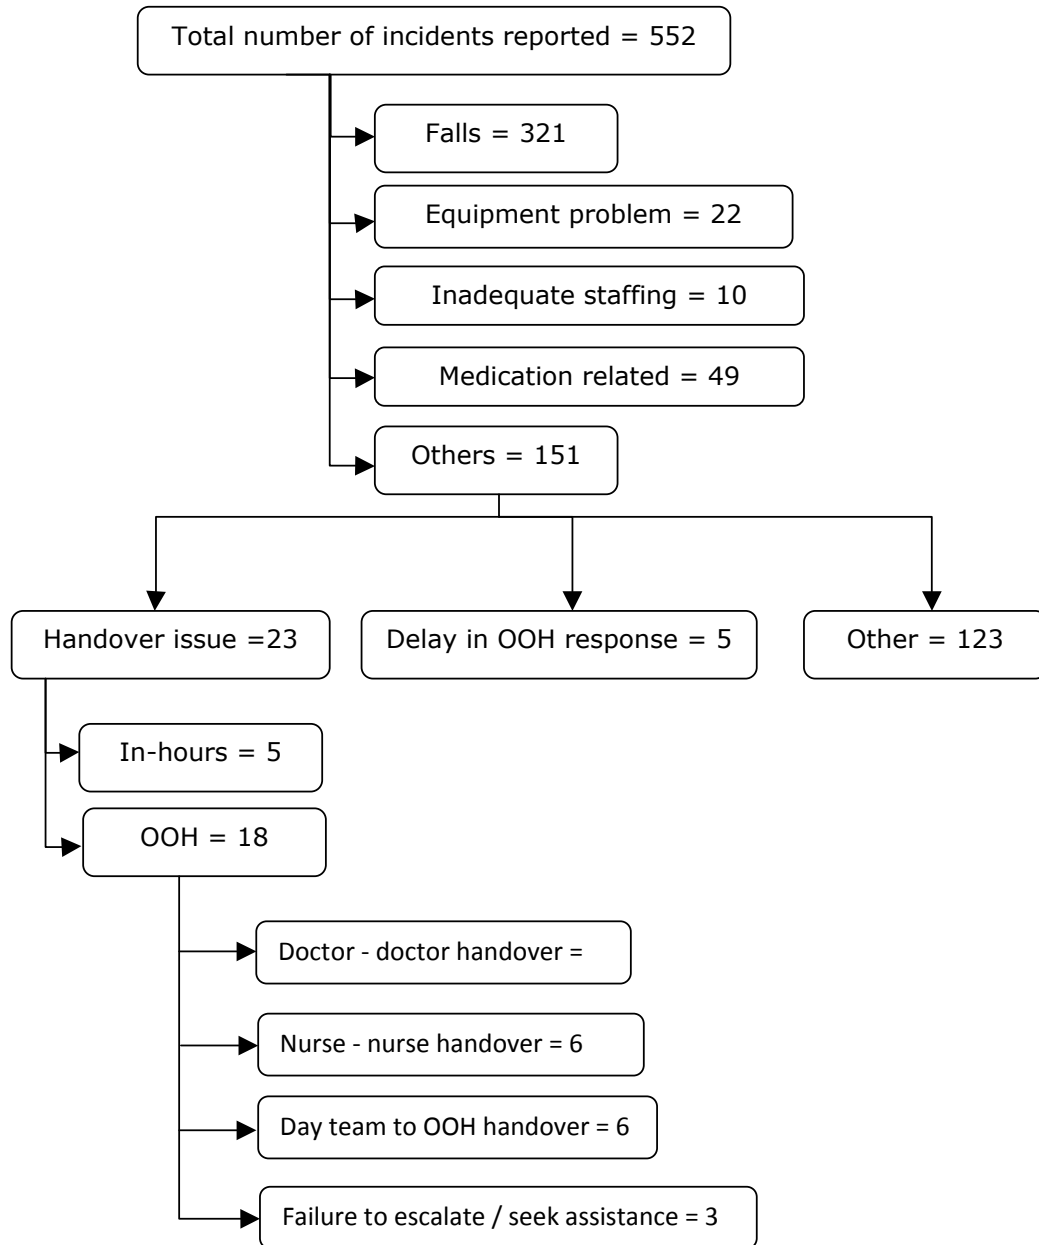 Total number of incidents reported = 552
Falls = 321
Equipment problem = 22
Inadequate staffing = 10
Medication related = 49
Others = 151
Handover issue =23
Delay in OOH response = 5
Other = 123
In-hours = 5
OOH = 18
Doctor - doctor handover =
Nurse - nurse handover = 6
Day team to OOH handover = 6
Failure to escalate / seek assistance = 3